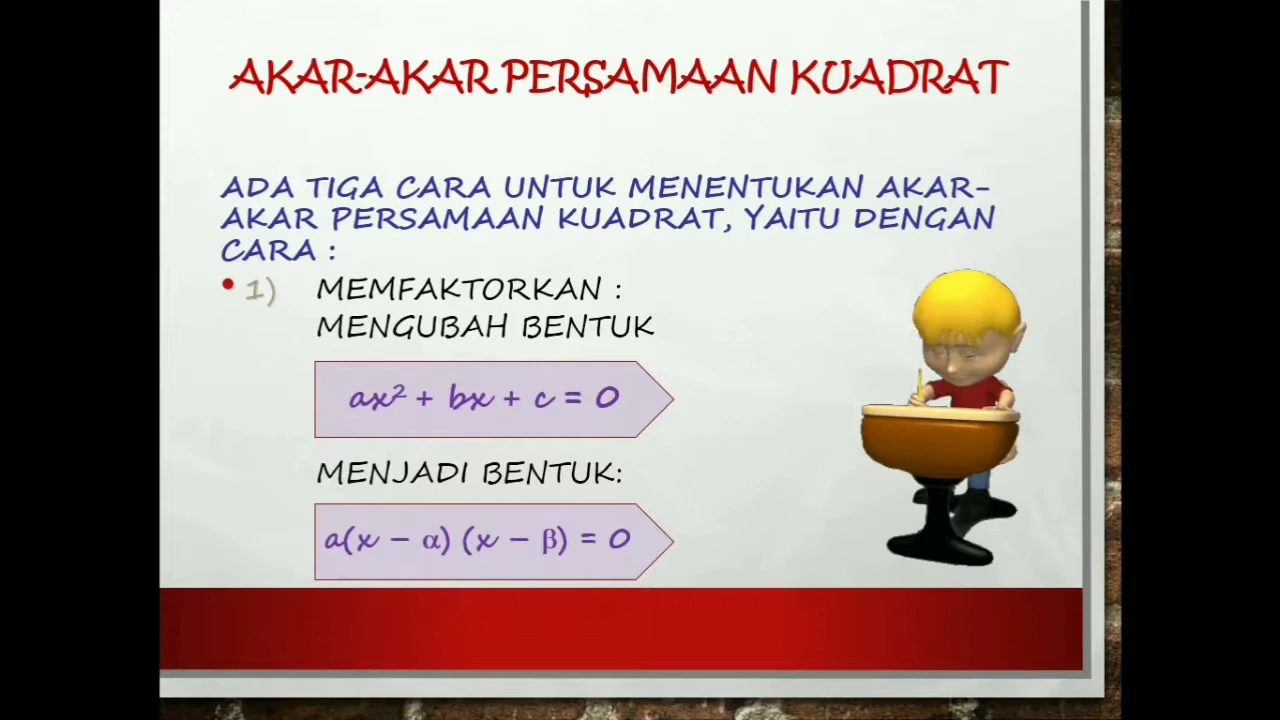 AKAR-AKAR PERSAMAAN KUADRAT
ADA TIGA CARA UNTUK MENENTUKAN AKAR-
AKAR PERSAMAAN KUADRAT, YAITU DENGAN
CARA :
• 1) MEMFAKTORKAN :
MENGUBAH BENTUK
ax² + bx + c = 0
MENJADI BENTUK:
a(x – α) (x – β) = 0